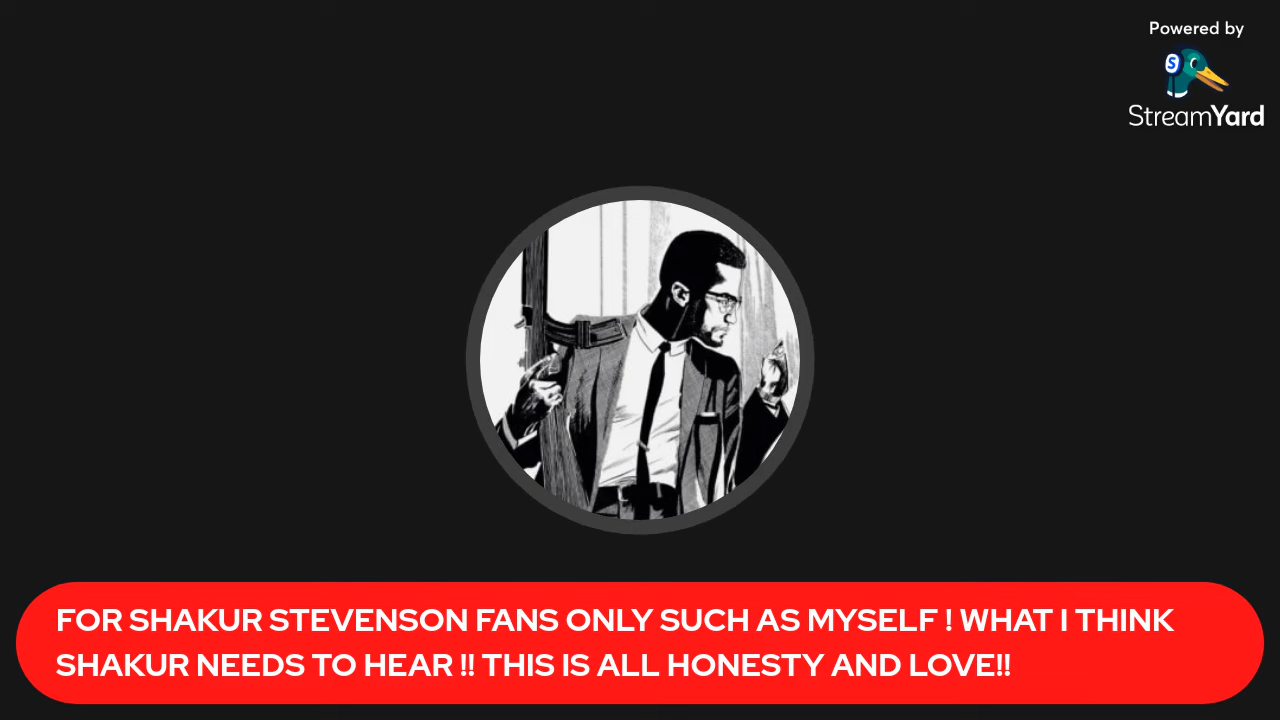 Powered by
S
StreamYard
FOR SHAKUR STEVENSON FANS ONLY SUCH AS MYSELF ! WHAT I THINK
SHAKUR NEEDS TO HEAR !! THIS IS ALL HONESTY AND LOVE!!